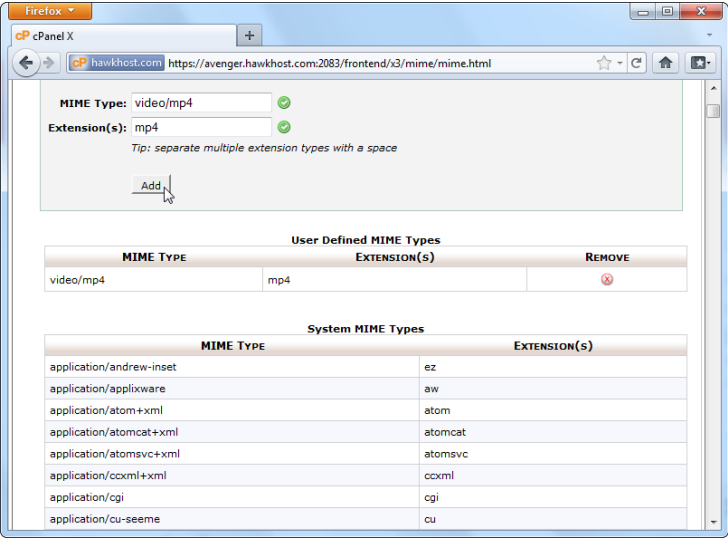 Firefox
cP cPanel X
cP hawkhost.com https://avenger.hawkhost.com:2083/frontend/x3/mime/mime.html
MIME Type: video/mp4
Extension(s): mp4
Tip: separate multiple extension types with a space
Add
User Defined MIME Types
MIME Type Extension(s) Remove
video/mp4 mp4
System MIME Types
MIME Type Extension(s)
application/andrew-inset ez
application/applixware aw
application/atom+xml atom
application/atomcat+xml atomcat
application/atomsvc+xml atomsvc
application/ccxml+xml ccxml
application/cgi cgi
application/cu-seeme cu